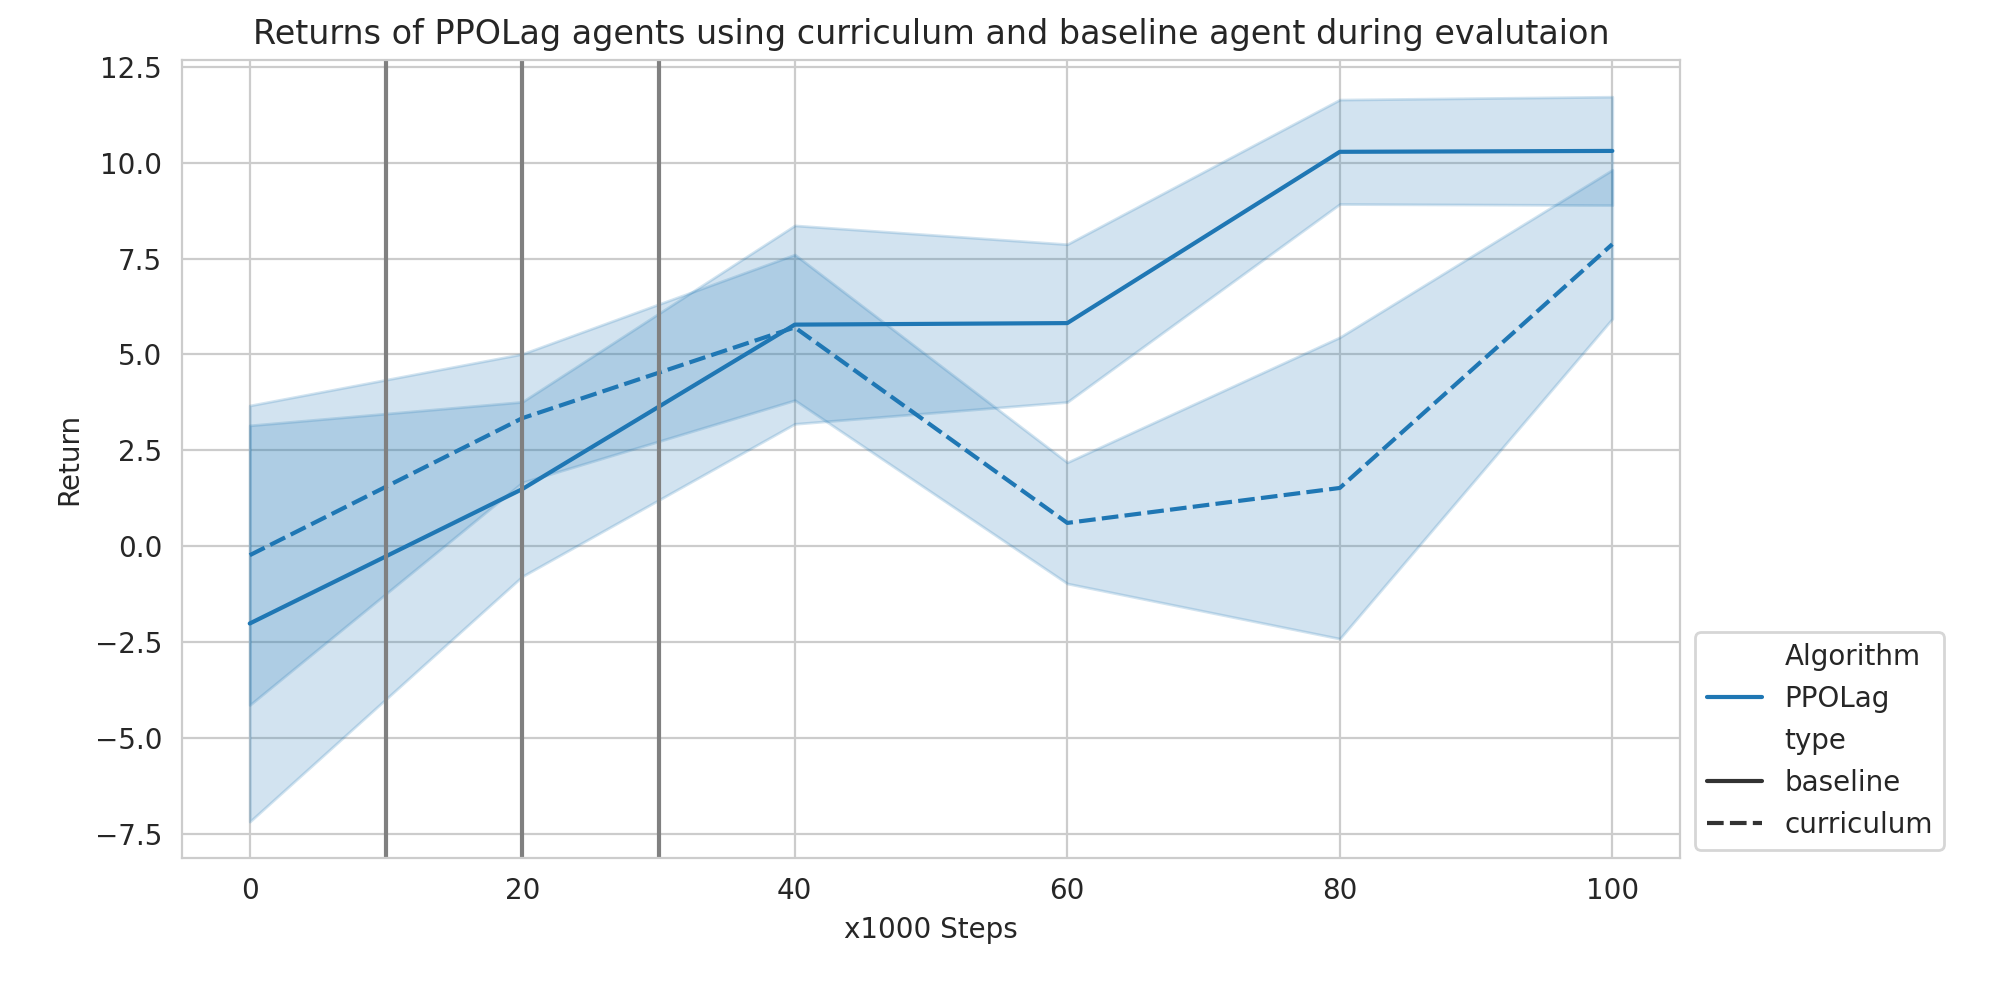 Returns of PPOLag agents using curriculum and baseline agent during evalutaion
12.5
10.0
7.5
5.0
2.5
0.0
−2.5
−5.0
−7.5
Return
0 20 40 60 80 100
x1000 Steps
Algorithm
PPOLag
type
baseline
curriculum